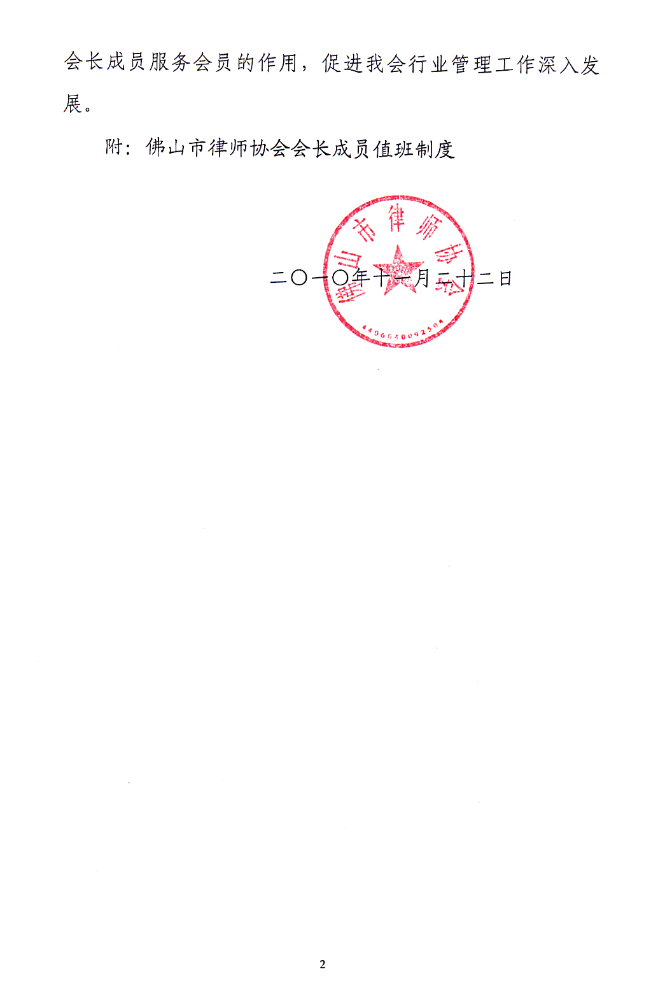 会长成员服务会员的作用，促进我会行业管理工作深入发
展。
附：佛山市律师协会会长成员值班制度
佛山市律师协会
二〇一〇年十一月二十二日
2